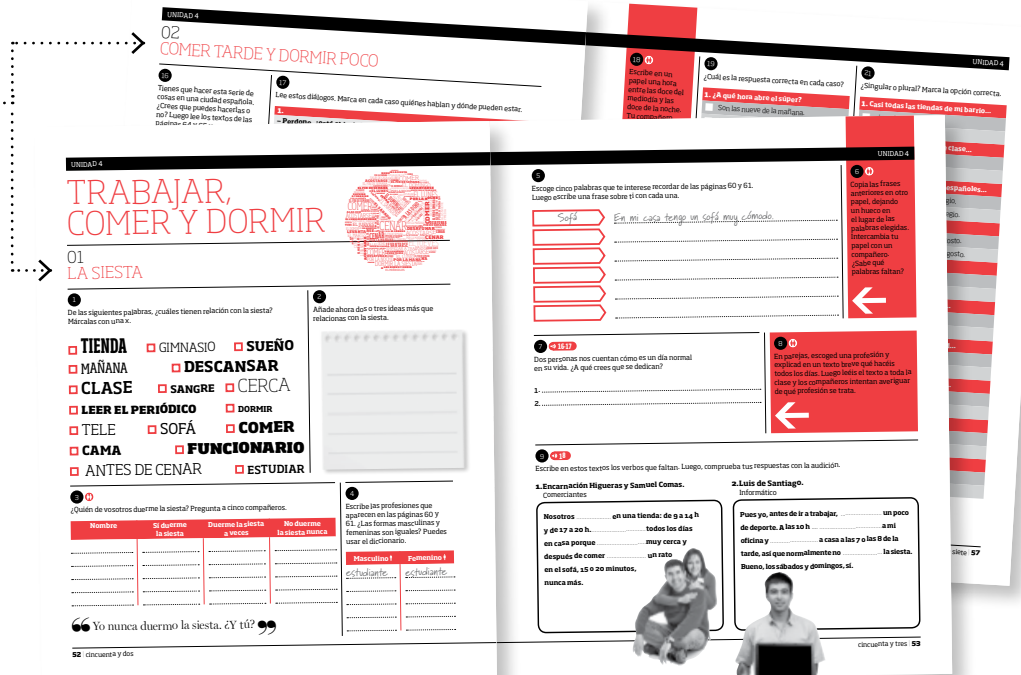 UNIDAD 4
02
COMER TARDE Y DORMIR POCO
16
Tienes que hacer esta serie de
cosas en una ciudad española.
¿Crees que puedes hacerlas o
no? Luego lee los textos de las
páginas 64 y 65
17
Lee estos diálogos. Marca en cada caso quiénes hablan y dónde pueden estar.
1.
– Perdone,
18
Escribe en un
papel una hora
entre las doce del
mediodía y las
doce de la noche.
Tu compañero
UNIDAD 4
19
¿Cuál es la respuesta correcta en cada caso?
1. ¿A qué hora abre el súper?
Son las nueve de la mañana.
21
¿Singular o plural? Marca la opción correcta.
1. Casi todas las tiendas de mi barrio...
clase...
españoles...
gio.
gio.
osto.
gosto.
siete 57
UNIDAD 4
TRABAJAR,
COMER Y DORMIR
01
LA SIESTA
1
De las siguientes palabras, ¿cuáles tienen relación con la siesta?
Márcalas con una x.
TIENDA GIMNASIO SUEÑO
MAÑANA DESCANSAR
CLASE SANGRE CERCA
LEER EL PERIÓDICO DORMIR
TELE SOFÁ COMER
CAMA FUNCIONARIO
ANTES DE CENAR ESTUDIAR
2
Añade ahora dos o tres ideas más que
relacionas con la siesta.
3
¿Quién de vosotros duerme la siesta? Pregunta a cinco compañeros.
Nombre
Sí duerme
la siesta
Duerme la siesta
a veces
No duerme
la siesta nunca
Yo nunca duermo la siesta. ¿Y tú?
4
Escribe las profesiones que
aparecen en las páginas 60 y
61. ¿Las formas masculinas y
femeninas son iguales? Puedes
usar el diccionario.
Masculino Femenino
estudiante estudiante
52 cincuenta y dos
UNIDAD 4
5
Escoge cinco palabras que te interese recordar de las páginas 60 y 61.
Luego escribe una frase sobre ti con cada una.
Sofá En mi casa tengo un sofá muy cómodo.
6
Copia las frases
anteriores en otro
papel, dejando
un hueco en
el lugar de las
palabras elegidas.
Intercambia tu
papel con un
compañero.
¿Sabe qué
palabras faltan?
7 16-17
Dos personas nos cuentan cómo es un día normal
en su vida. ¿A qué crees que se dedican?
1.
2.
8
En parejas, escoged una profesión y
explicad en un texto breve qué hacéis
todos los días. Luego leéis el texto a toda la
clase y los compañeros intentan averiguar
de qué profesión se trata.
9 18
Escribe en estos textos los verbos que faltan. Luego, comprueba tus respuestas con la audición.
1. Encarnación Higueras y Samuel Comas.
Comerciantes
Nosotros en una tienda: de 9 a 14 h
y de 17 a 20 h. todos los días
en casa porque muy cerca y
después de comer un rato
en el sofá, 15 o 20 minutos,
nunca más.
2. Luis de Santiago.
Informático
Pues yo, antes de ir a trabajar, un poco
de deporte. A las 10 h a mi
oficina y a casa a las 7 o las 8 de la
tarde, así que normalmente no la siesta.
Bueno, los sábados y domingos, sí.
cincuenta y tres 53